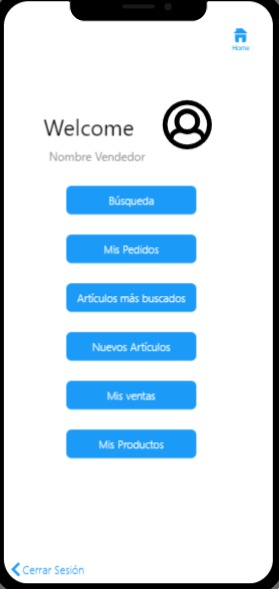 Home
Welcome
Nombre Vendedor
Búsqueda
Mis Pedidos
Artículos más buscados
Nuevos Artículos
Mis ventas
Mis Productos
Cerrar Sesión